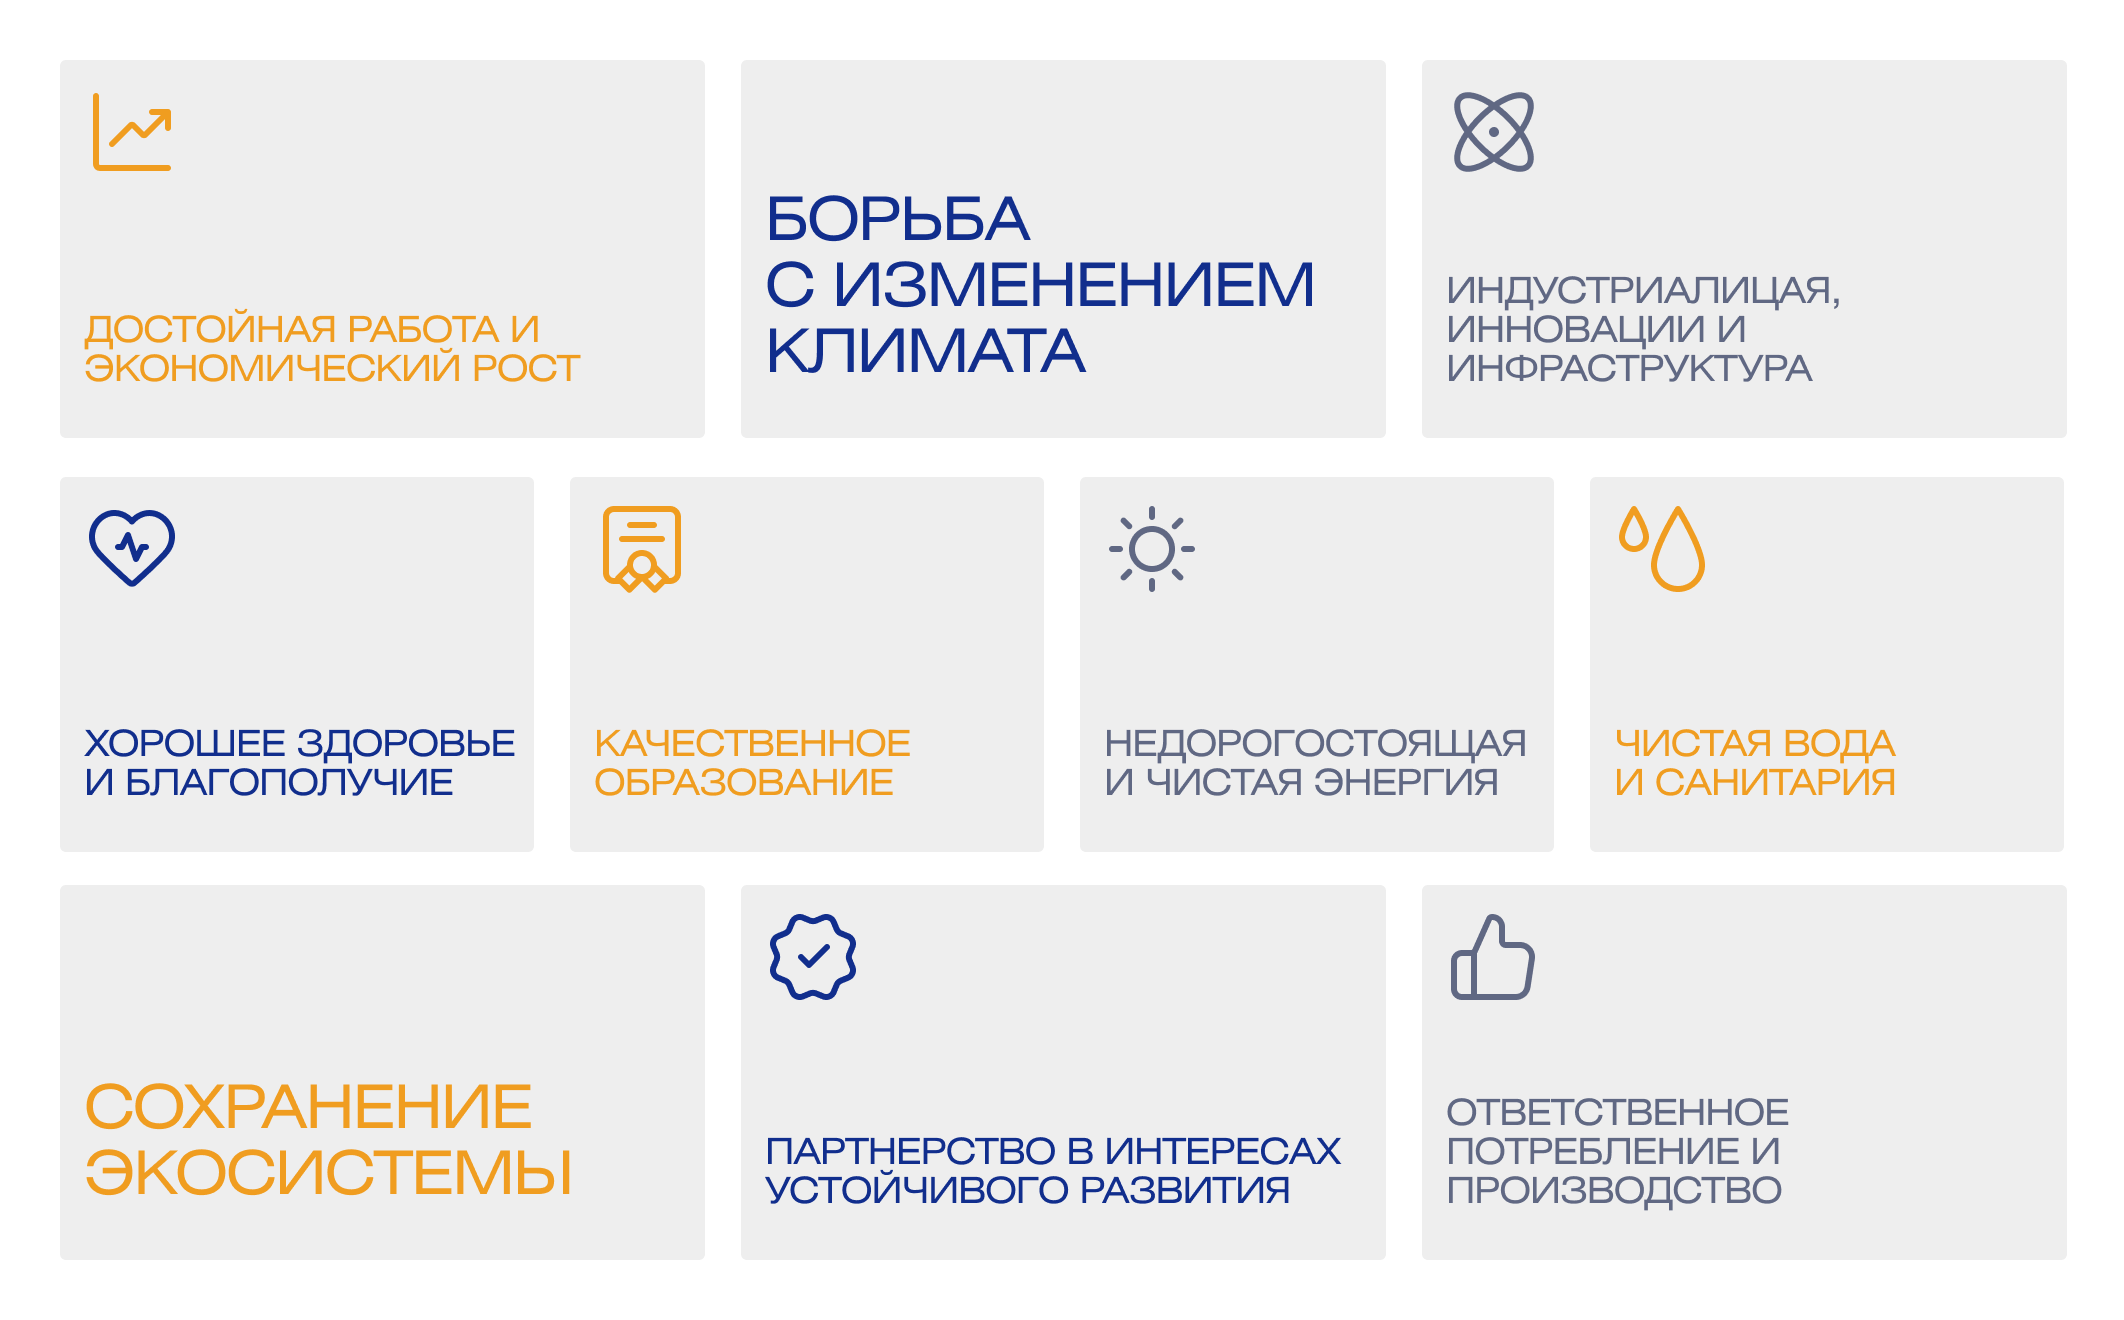 ДОСТОЙНАЯ РАБОТА И
ЭКОНОМИЧЕСКИЙ РОСТ
БОРЬБА
С ИЗМЕНЕНИЕМ
КЛИМАТА
ИНДУСТРИАЛИЦАЯ,
ИННОВАЦИИ И
ИНФРАСТРУКТУРА
ХОРОШЕЕ ЗДОРОВЬЕ
И БЛАГОПОЛУЧИЕ
КАЧЕСТВЕННОЕ
ОБРАЗОВАНИЕ
НЕДОРОГОСТОЯЩАЯ
И ЧИСТАЯ ЭНЕРГИЯ
ЧИСТАЯ ВОДА
И САНИТАРИЯ
СОХРАНЕНИЕ
ЭКОСИСТЕМЫ
ПАРТНЕРСТВО В ИНТЕРЕСАХ
УСТОЙЧИВОГО РАЗВИТИЯ
ОТВЕТСТВЕННОЕ
ПОТРЕБЛЕНИЕ И
ПРОИЗВОДСТВО